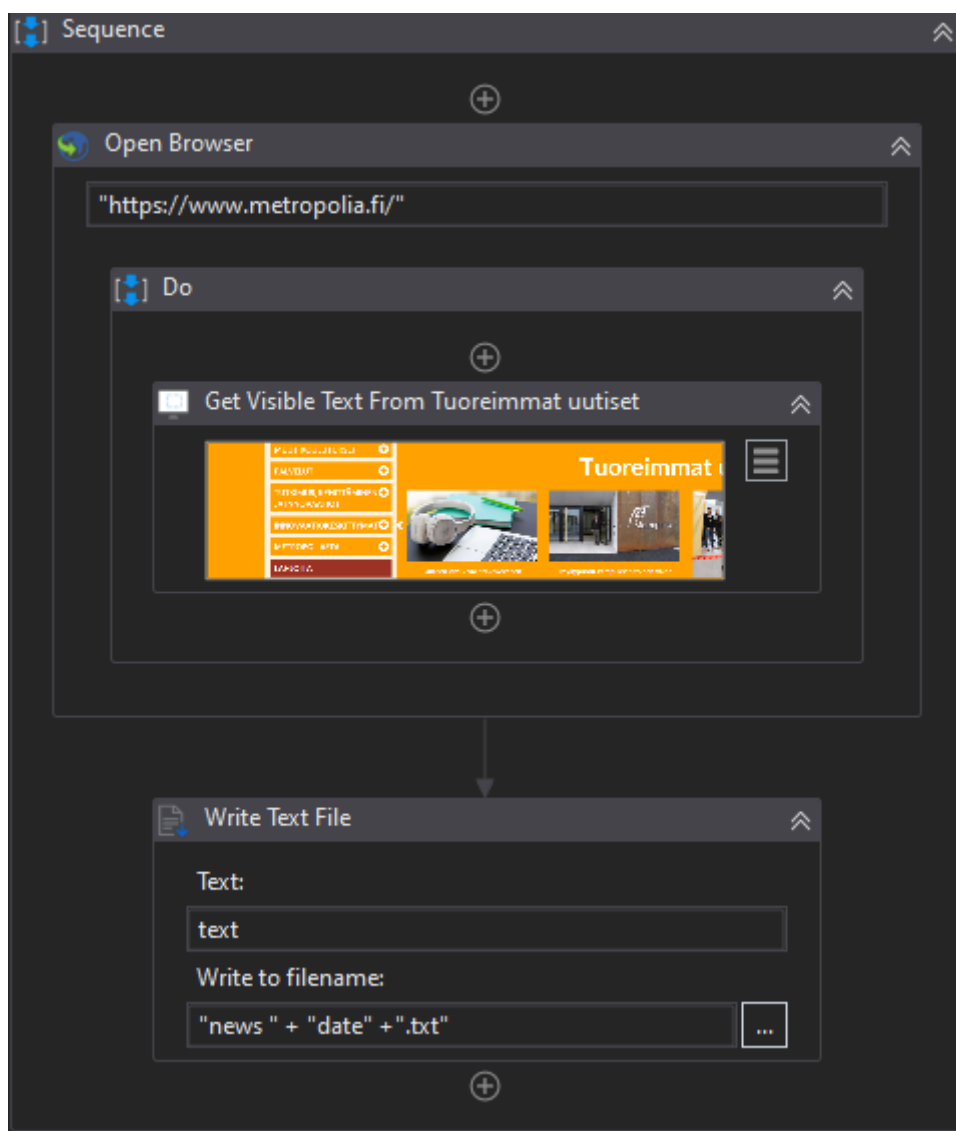 Sequence
Open Browser
"https://www.metropolia.fi/"
Do
Get Visible Text From Tuoreimmat uutiset
PALVELUT
Tuoreimmat u
Write Text File
Text:
text
Write to filename:
"news " + "date" +".txt"
...